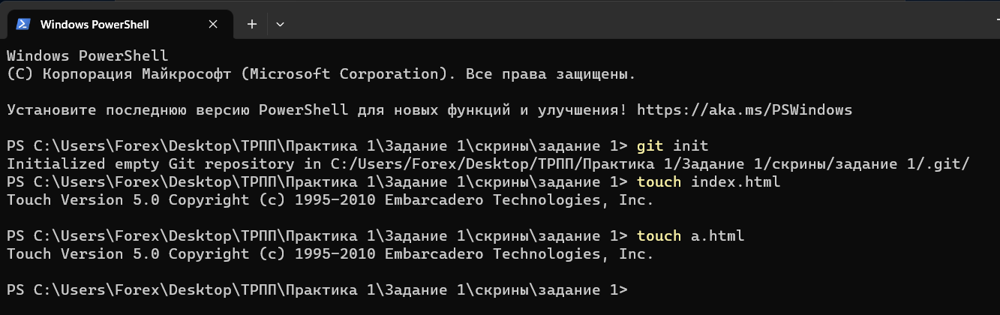 Windows PowerShell
Windows PowerShell
(C) Корпорация Майкрософт (Microsoft Corporation). Все права защищены.
Установите последнюю версию PowerShell для новых функций и улучшения! https://aka.ms/PSWindows
PS C:\Users\Forex\Desktop\ТРПП\Практика 1\Задание 1\скрины\задание 1> git init
Initialized empty Git repository in C:/Users/Forex/Desktop/ТРПП/Практика 1/Задание 1/скрины/задание 1/.git/
PS C:\Users\Forex\Desktop\ТРПП\Практика 1\Задание 1\скрины\задание 1> touch index.html
Touch Version 5.0 Copyright (c) 1995-2010 Embarcadero Technologies, Inc.
PS C:\Users\Forex\Desktop\ТРПП\Практика 1\Задание 1\скрины\задание 1> touch a.html
Touch Version 5.0 Copyright (c) 1995-2010 Embarcadero Technologies, Inc.
PS C:\Users\Forex\Desktop\ТРПП\Практика 1\Задание 1\скрины\задание 1>